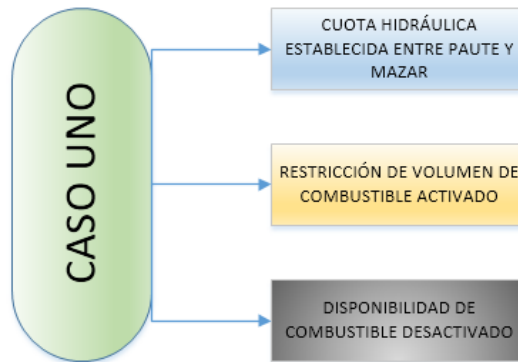 CASO UNO
CUOTA HIDRÁULICA
ESTABLECIDA ENTRE PAUTE Y
MAZAR
RESTRICCIÓN DE VOLUMEN DE
COMBUSTIBLE ACTIVADO
DISPONIBILIDAD DE
COMBUSTIBLE DESACTIVADO